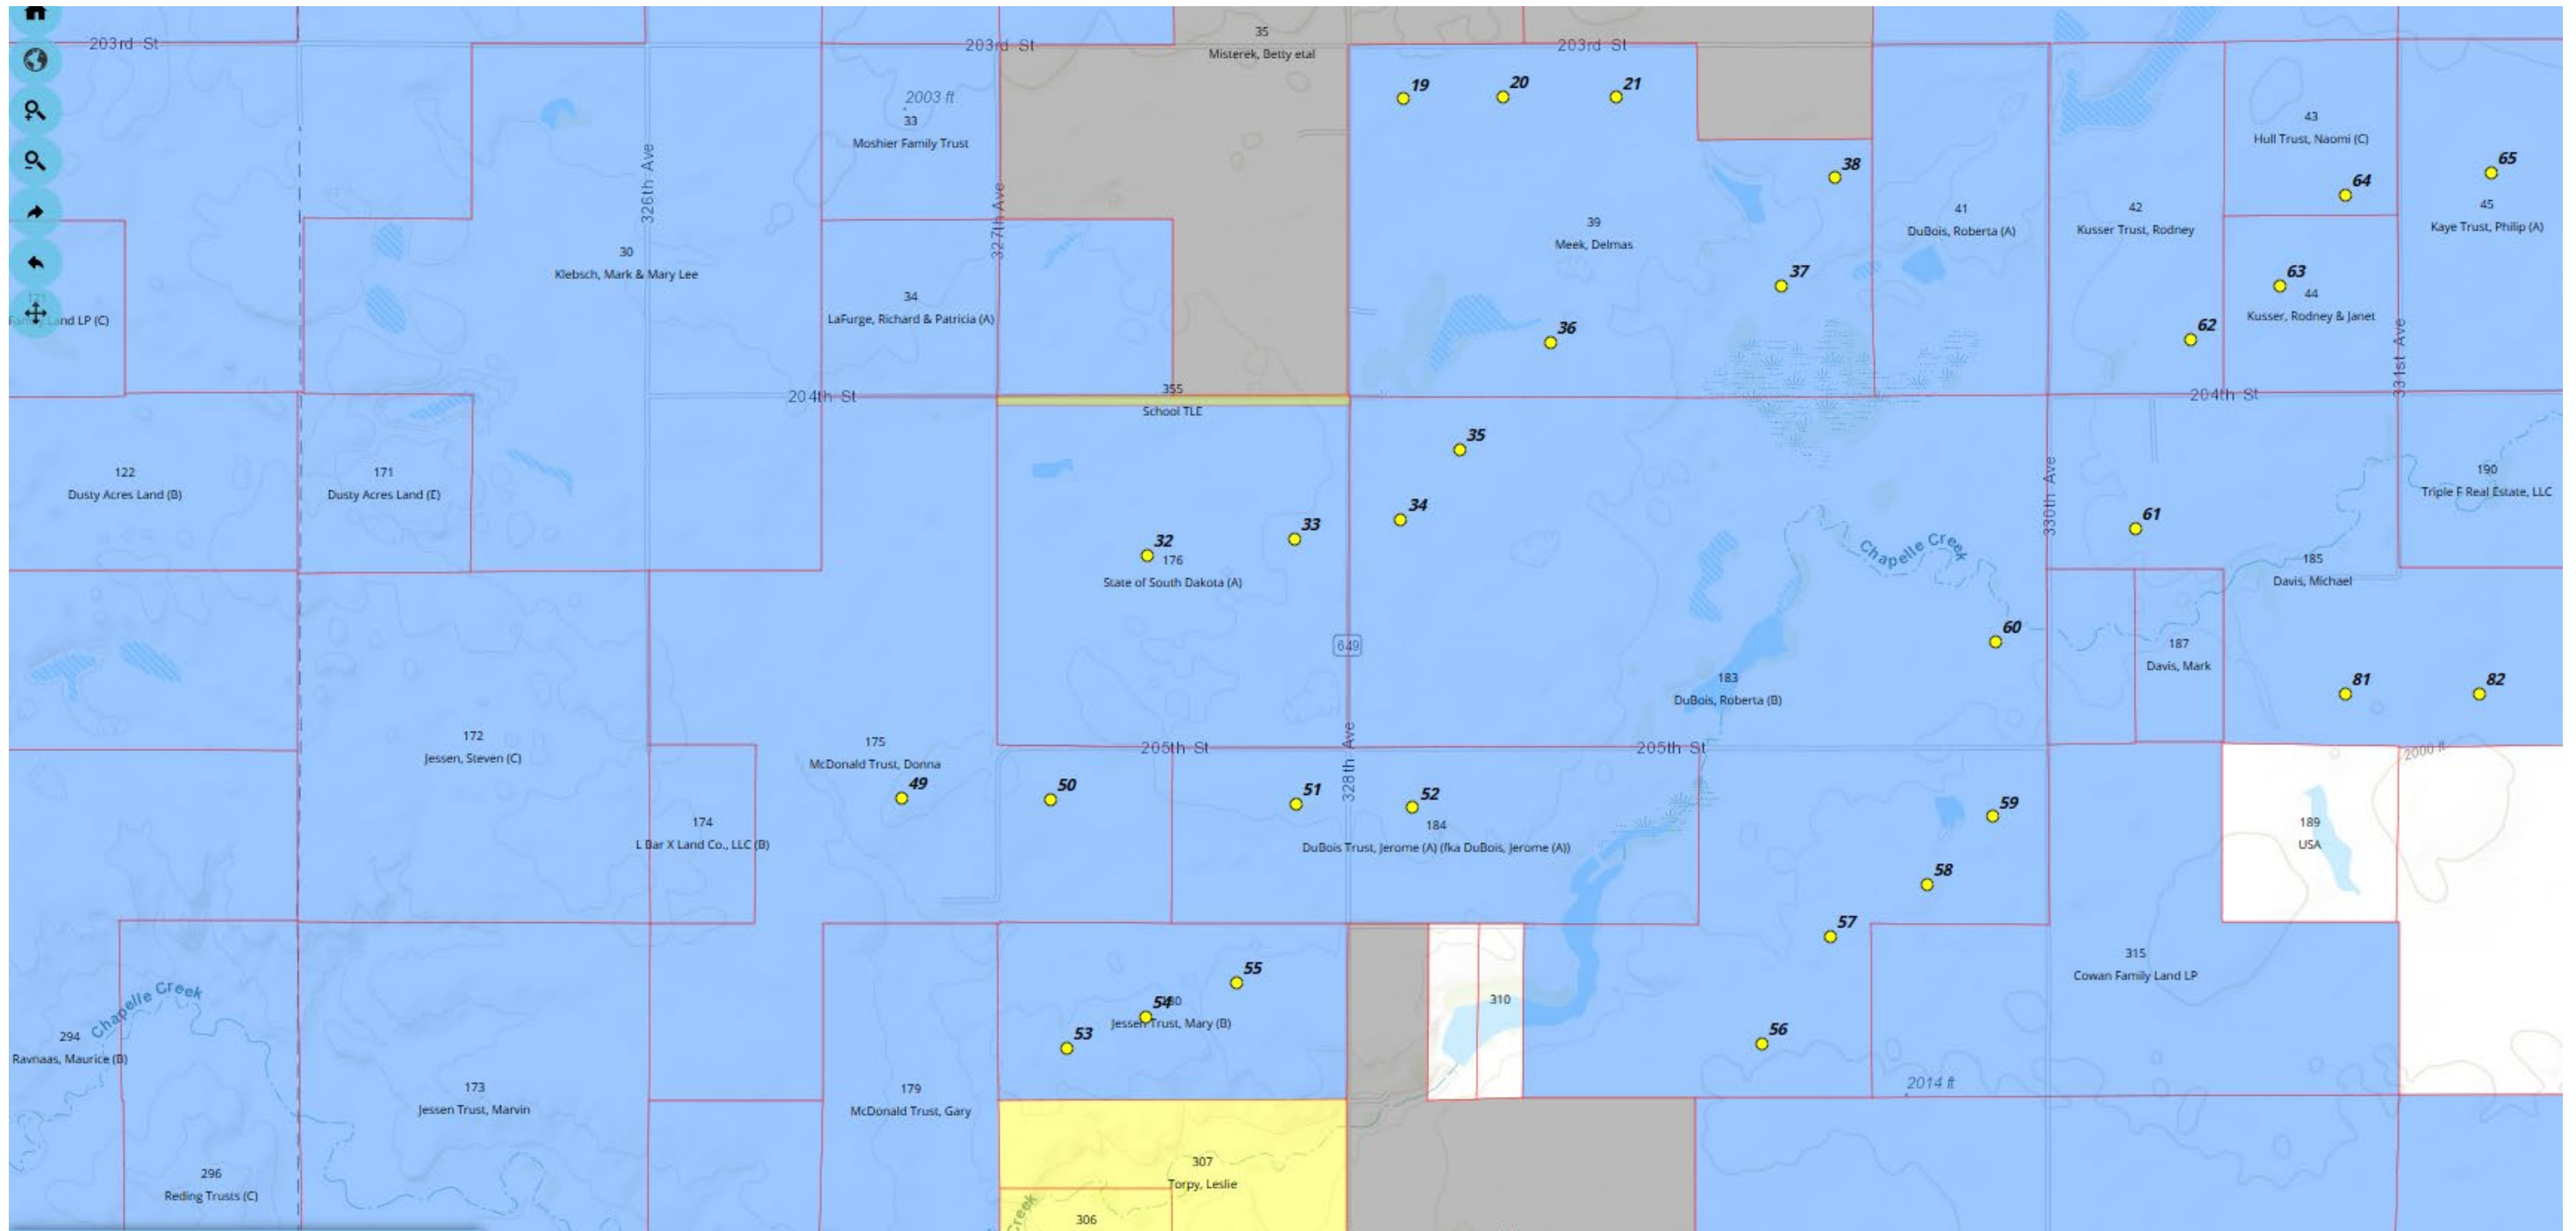 203rd St
203rd St
35
Misterek, Betty etal
203rd St
19
20
21
2003 ft
33
Moshier Family Trust
43
Hull Trust, Naomi (C)
326th Ave
327th Ave
38
64
65
39
Meek, Delmas
41
DuBois, Roberta (A)
42
Kusser Trust, Rodney
45
Kaye Trust, Philip (A)
30
Klebsch, Mark & Mary Lee
37
63
44
Kusser, Rodney & Janet
34
LaFurge, Richard & Patricia (A)
Land LP (C)
36
62
331st Ave
204th St
355
School TLE
204th St
35
122
Dusty Acres Land (B)
171
Dusty Acres Land (E)
190
Triple F Real Estate, LLC
34
33
32
176
State of South Dakota (A)
330th Ave
61
Chapelle Creek
185
Davis, Michael
60
649
187
Davis, Mark
183
DuBois, Roberta (B)
81
82
172
Jessen, Steven (C)
175
McDonald Trust, Donna
205th St
328th Ave
205th St
2000 ft
49
50
51
52
184
DuBois Trust, Jerome (A) (fka DuBois, Jerome (A))
59
174
L Bar X Land Co., LLC (B)
189
USA
58
57
315
Cowan Family Land LP
55
54
Jessen Trust, Mary (B)
53
310
56
Chapelle Creek
294
Ravnaas, Maurice (B)
173
Jessen Trust, Marvin
179
McDonald Trust, Gary
2014 ft
296
Reding Trusts (C)
307
Torpy, Leslie
306
Creek